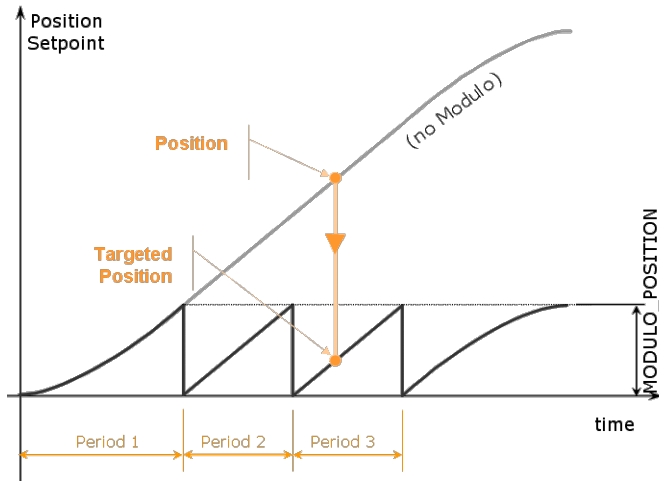 Position
Setpoint
(no Modulo)
Position
Targeted
Position
MODULO_POSITION
time
Period 1
Period 2
Period 3